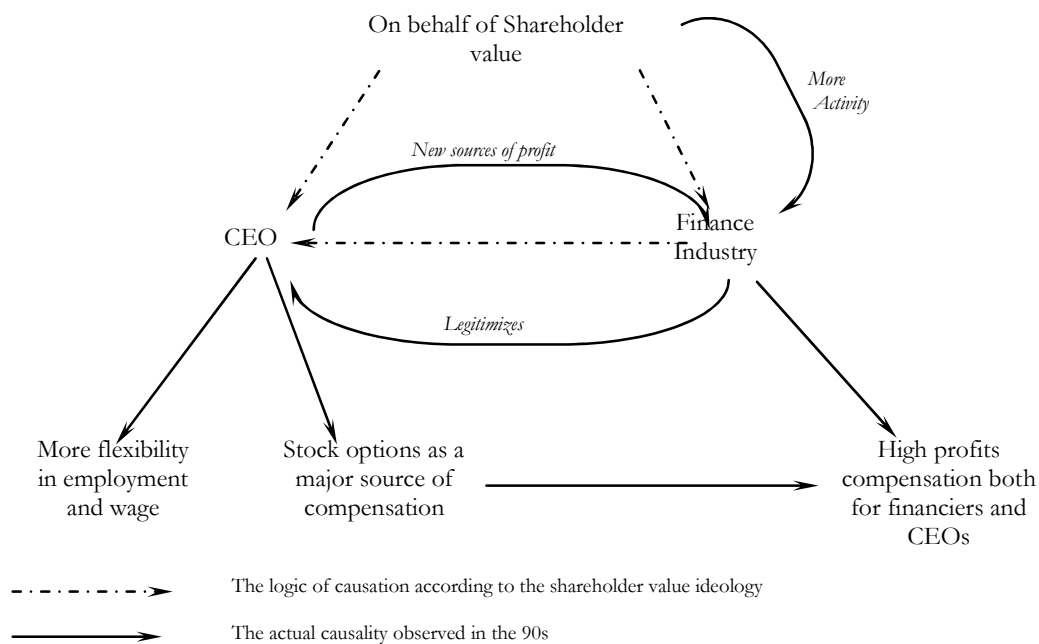 On behalf of Shareholder
value
More
Activity
New sources of profit
CEO
Finance
Industry
Legitimizes
More flexibility
in employment
and wage
Stock options as a
major source of
compensation
High profits
compensation both
for financiers and
CEOs
The logic of causation according to the shareholder value ideology
The actual causality observed in the 90s